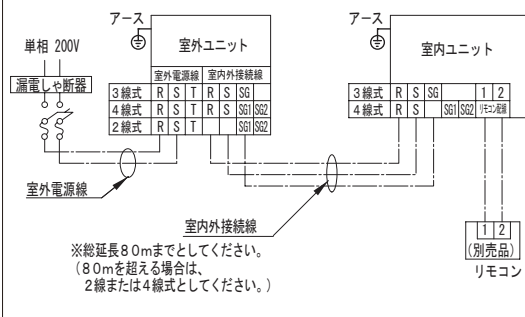 アース
単相 200V
漏電しゃ断器
室外ユニット
室外電源線 室内外接続線
3線式 R S T R S SG
4線式 R S T R S SG1 SG2
2線式 R S T SG1 SG2
室外電源線
室内外接続線
※総延長80mまでとしてください。
(80mを超える場合は、
2線または4線式としてください。)
アース
室内ユニット
3線式 R S SG 1 2
4線式 R S SG1 SG2 リモコン配線
1 2
(別売品)
リモコン